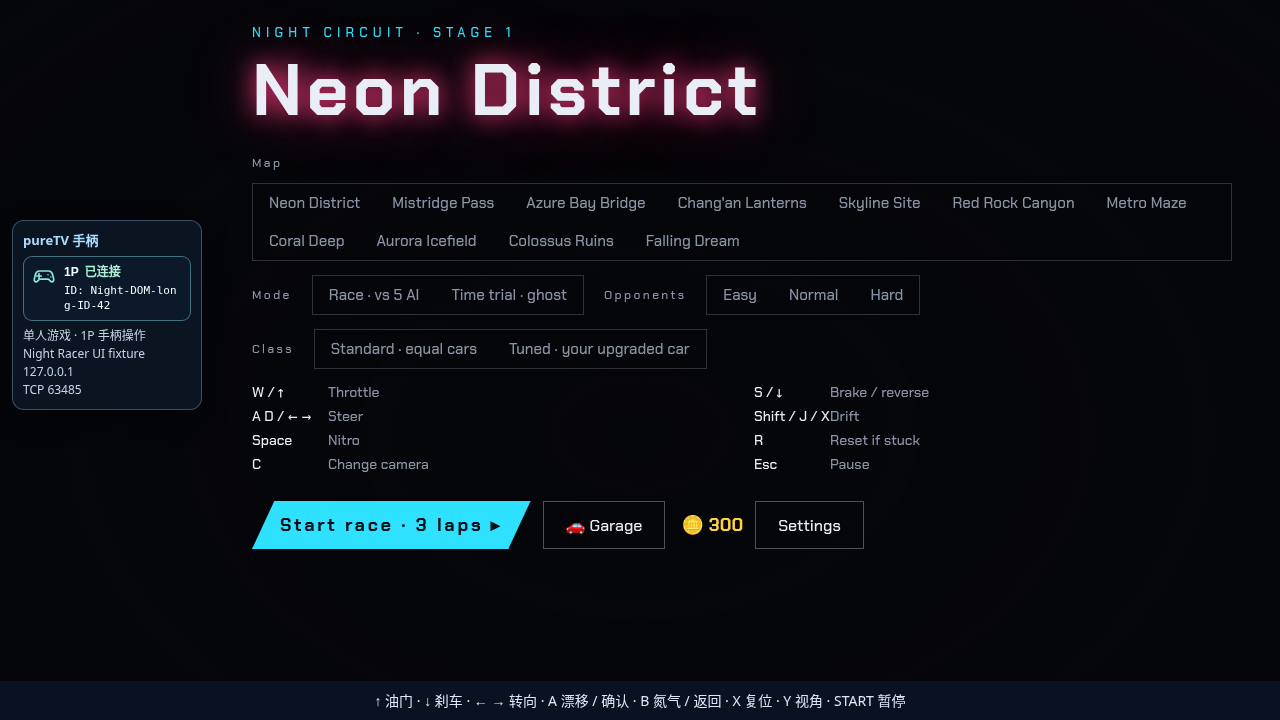 NIGHT CIRCUIT · STAGE 1
Neon District
Map
Neon District Mistridge Pass Azure Bay Bridge Chang'an Lanterns Skyline Site Red Rock Canyon Metro Maze
Coral Deep Aurora Icefield Colossus Ruins Falling Dream
pureTV 手柄
1P 已连接
ID: Night-DOM-lon
g-ID-42
单人游戏 · 1P 手柄操作
Night Racer UI fixture
127.0.0.1
TCP 63485
Mode Race · vs 5 AI Time trial · ghost Opponents Easy Normal Hard
Class Standard · equal cars Tuned · your upgraded car
W / ↑ Throttle S / ↓ Brake / reverse
A D / ← → Steer Shift / J / X Drift
Space Nitro R Reset if stuck
C Change camera Esc Pause
Start race · 3 laps ▸ 🚗 Garage 🪙 300 Settings
↑ 油门 · ↓ 刹车 · ← → 转向 · A 漂移 / 确认 · B 氮气 / 返回 · X 复位 · Y 视角 · START 暂停